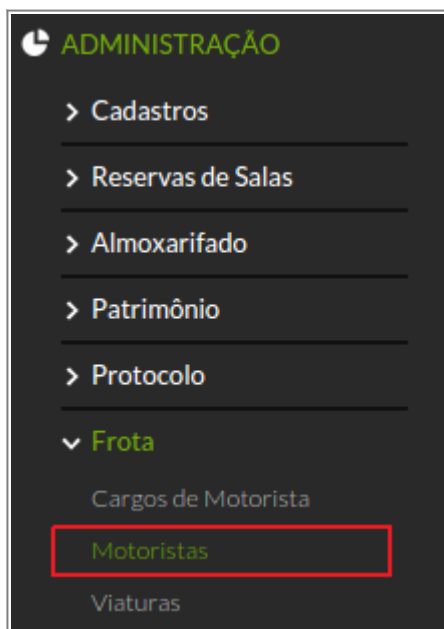 ADMINISTRAÇÃO
Cadastros
Reservas de Salas
Almoxarifado
Patrimônio
Protocolo
Frota
Cargos de Motorista
Motoristas
Viaturas